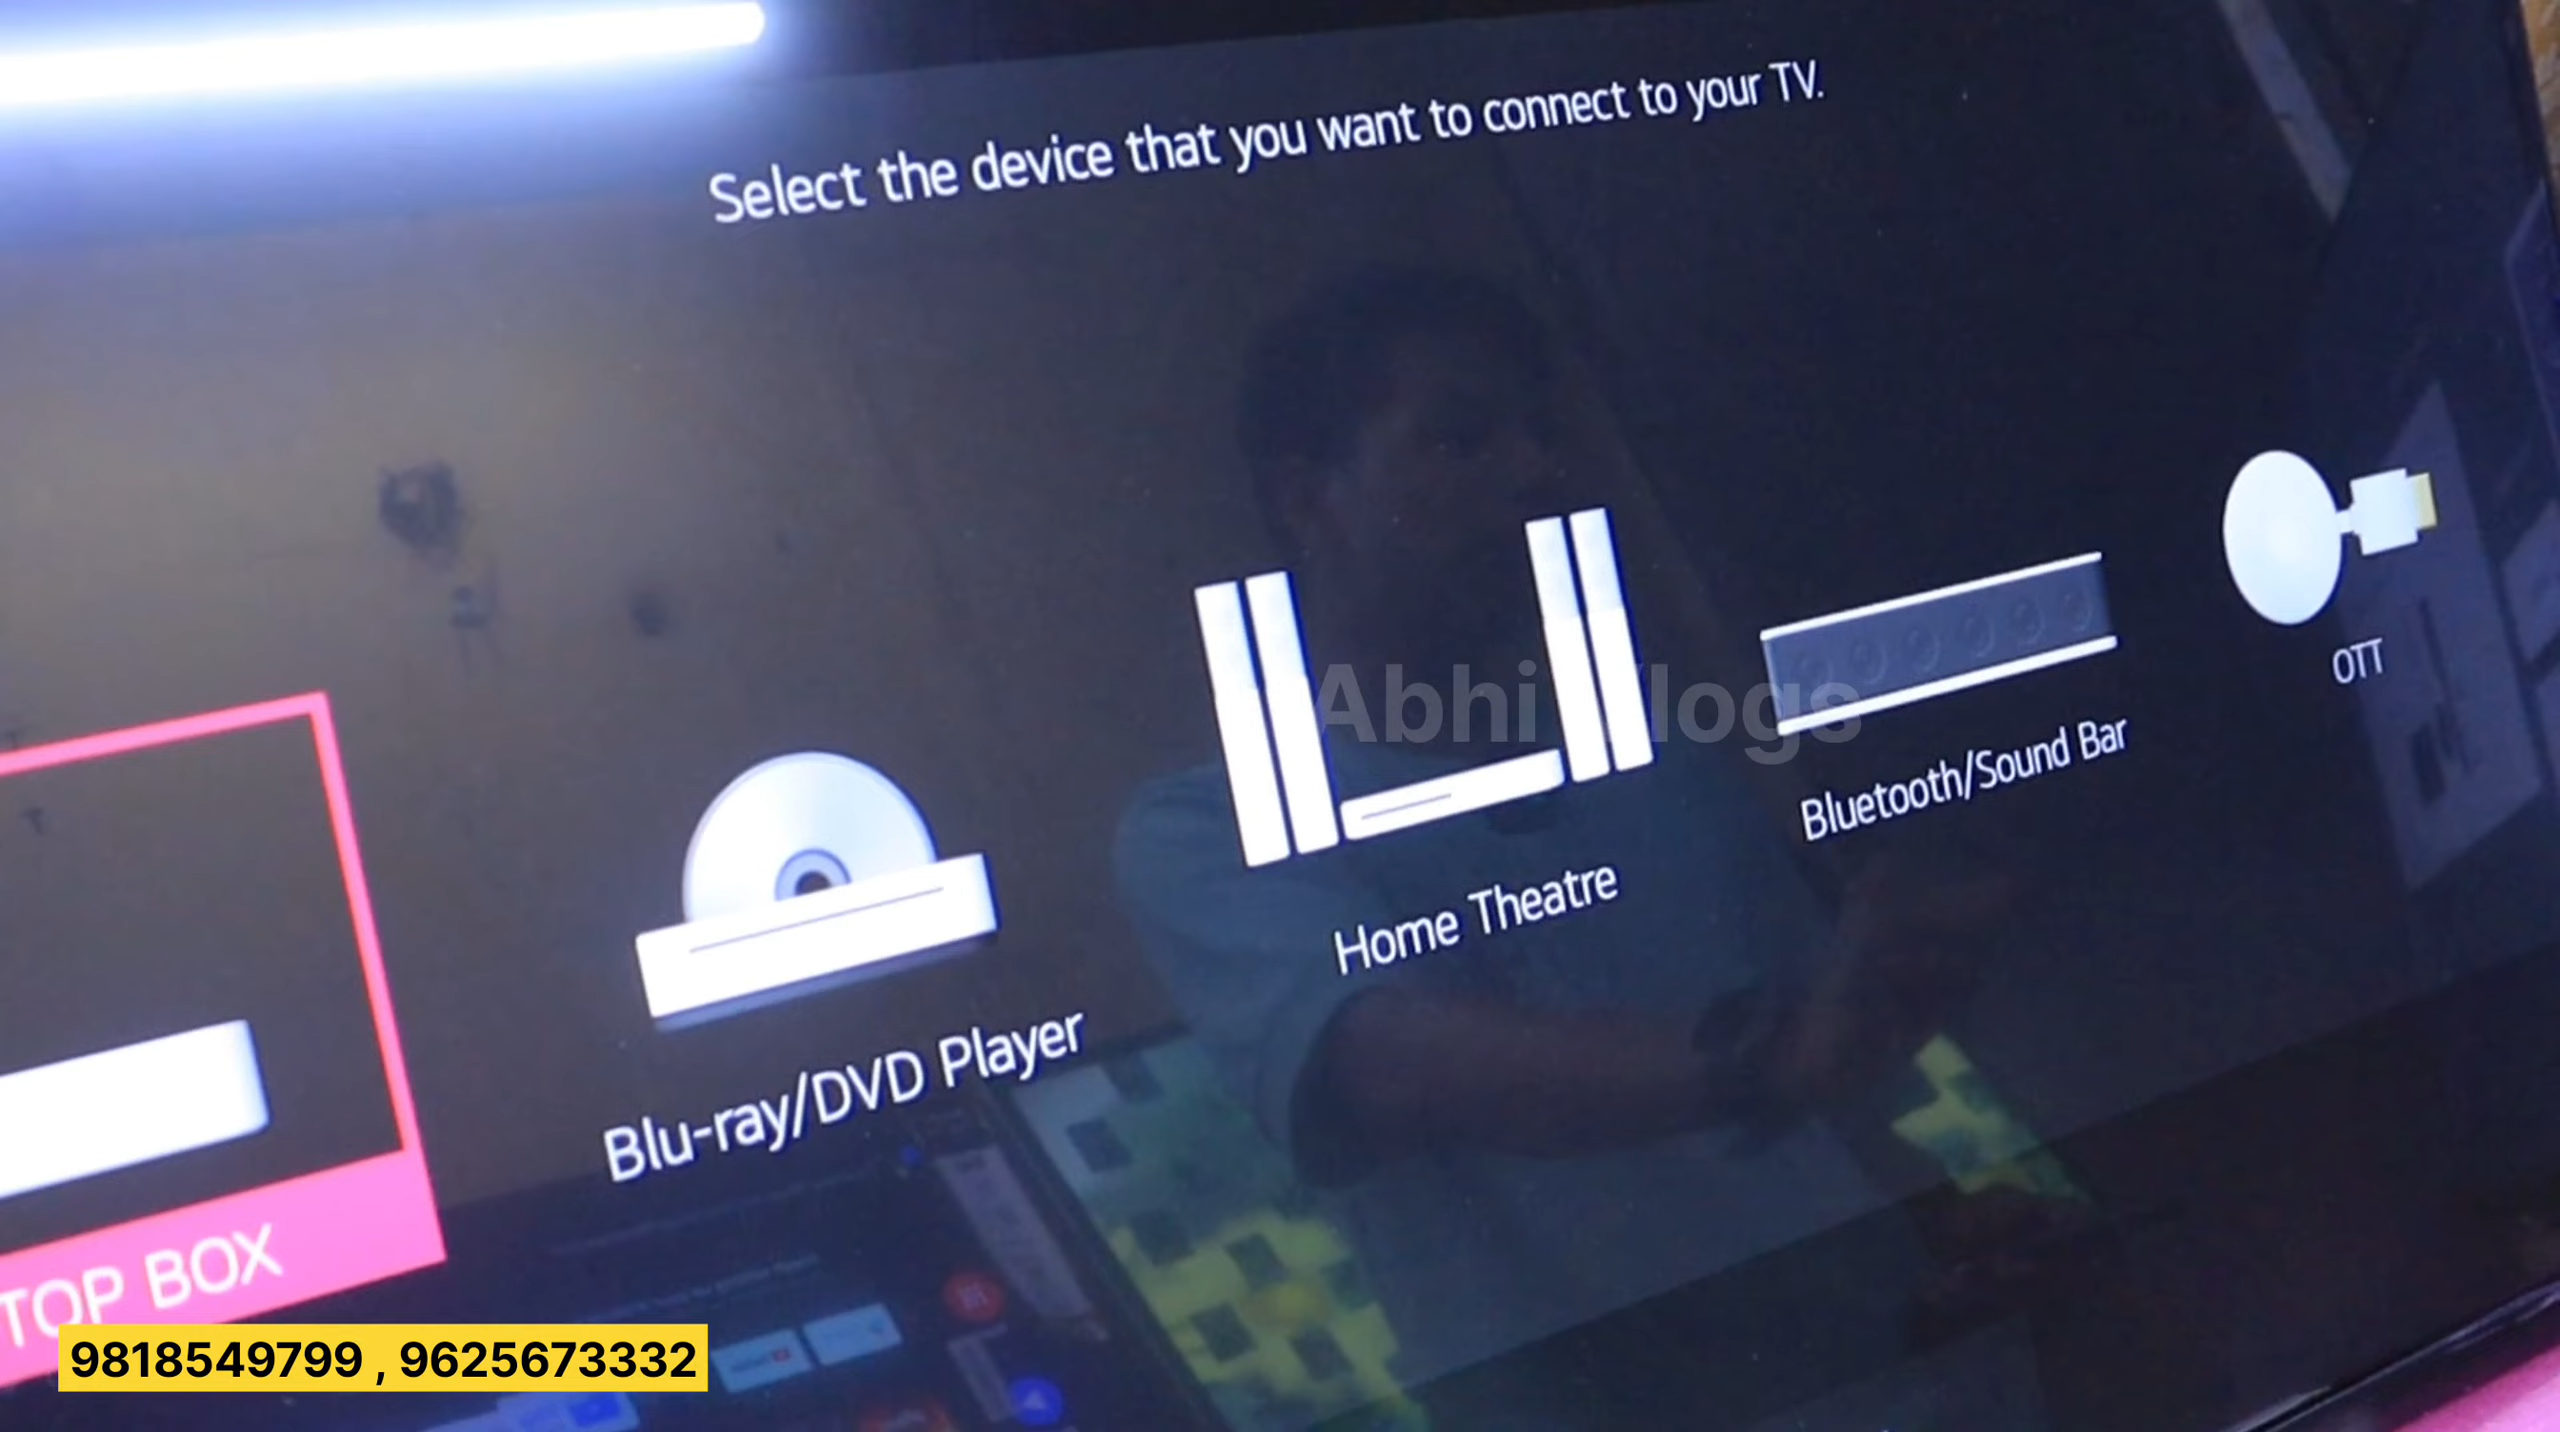 Select the device that you want to connect to your TV.
OTT
Bluetooth/Sound Bar
Home Theatre
Blu-ray/DVD Player
TOP BOX
Abhi Vlogs
9818549799 , 9625673332